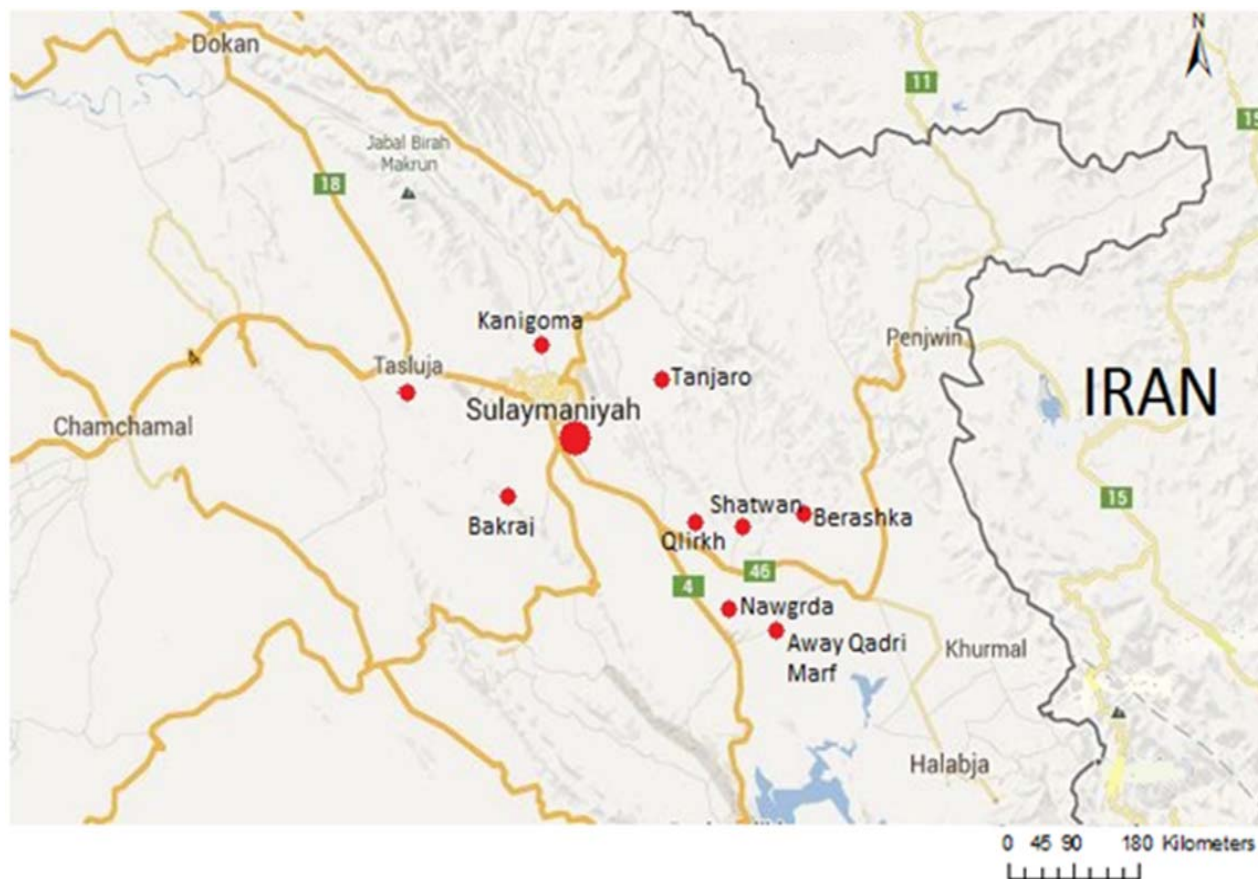 N
Dokan
11
15
Jabal Birah
Makrun
18
Kanigoma
Penjwin
4
Tasluja
Tanjaro
IRAN
Sulaymaniyah
Chamchamal
15
Shatwan
Berashka
Bakraj
Qlirkh
46
4
Nawgrda
Away Qadri
Marf
Khurmal
Halabja
0 45 90 180 Kilometers